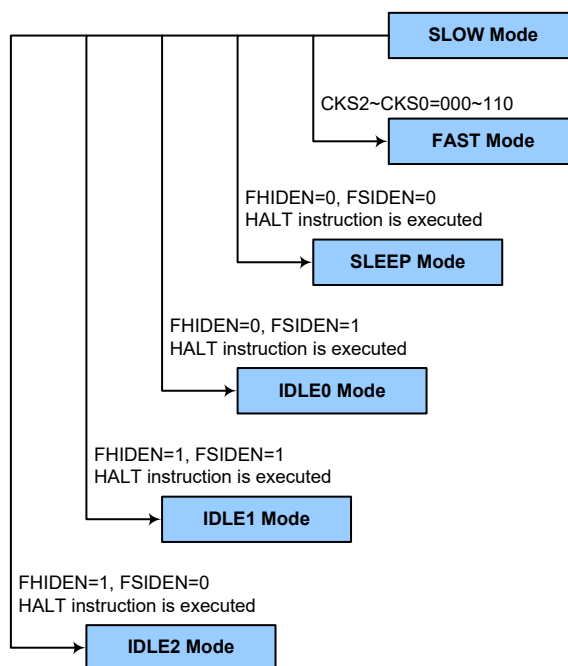 SLOW Mode
CKS2~CKS0=000~110
FAST Mode
FHIDEN=0, FSIDEN=0
HALT instruction is executed
SLEEP Mode
FHIDEN=0, FSIDEN=1
HALT instruction is executed
IDLE0 Mode
FHIDEN=1, FSIDEN=1
HALT instruction is executed
IDLE1 Mode
FHIDEN=1, FSIDEN=0
HALT instruction is executed
IDLE2 Mode